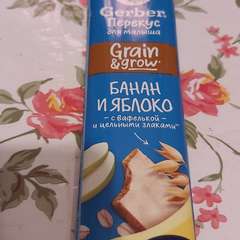 Gerber
Перекус
для малыша
Grain
&grow
БАНАН
И ЯБЛОКО
с вафелькой
и цельными злаками